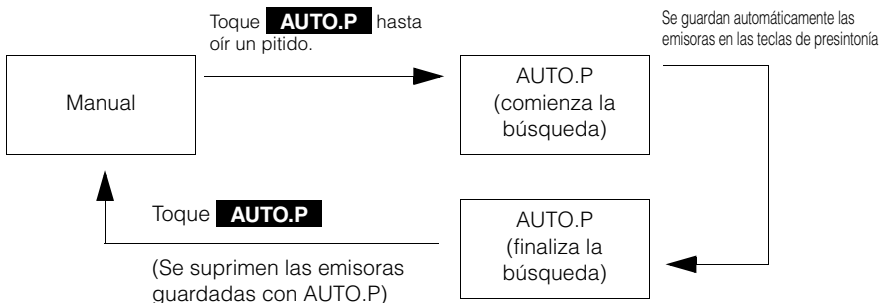 Toque AUTO.P hasta
oír un pitido.
Se guardan automáticamente las
emisoras en las teclas de presintonía
Manual
AUTO.P
(comienza la
búsqueda)
Toque AUTO.P
(Se suprimen las emisoras
guardadas con AUTO.P)
AUTO.P
(finaliza la
búsqueda)